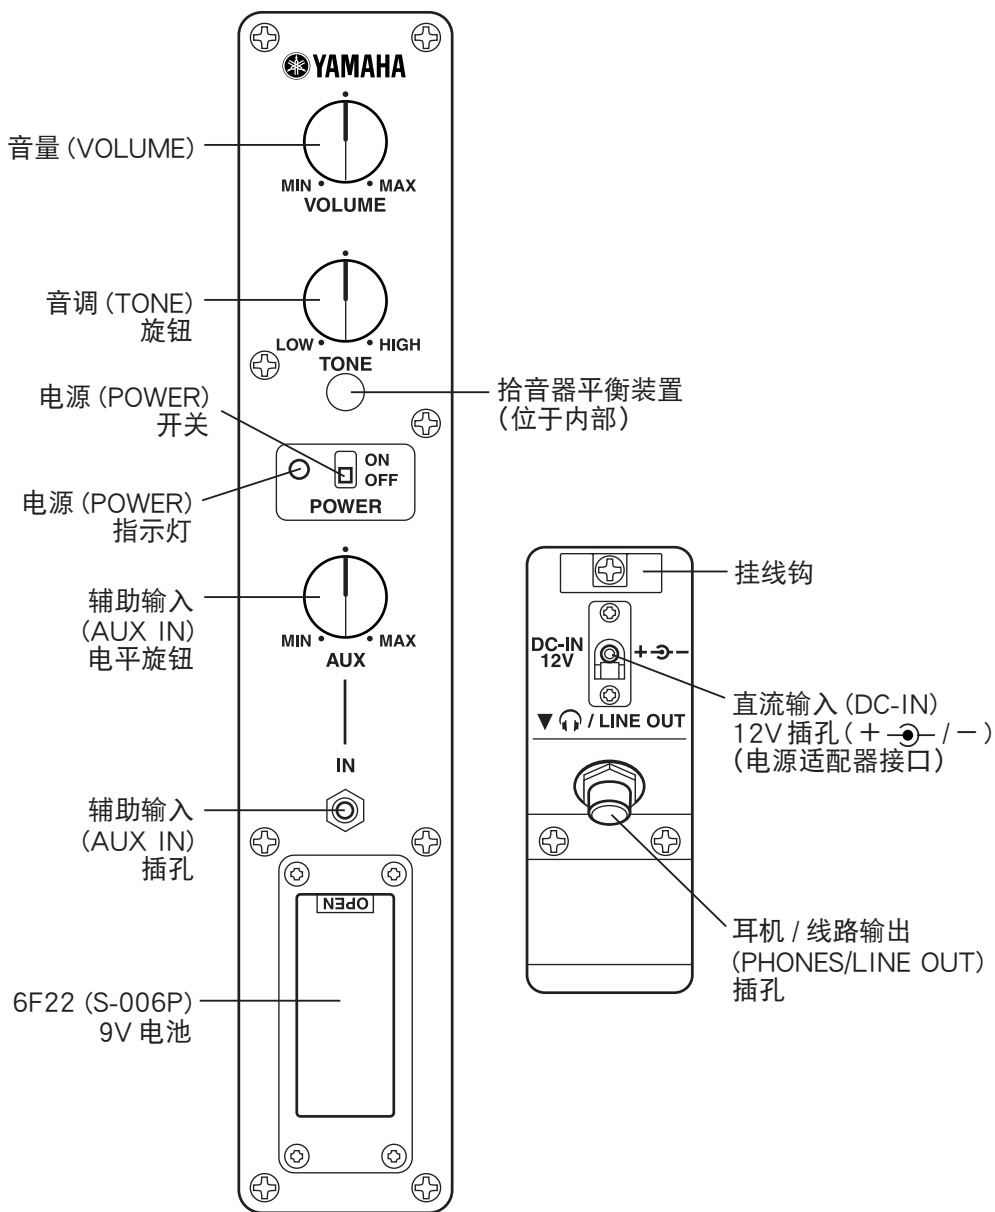 YAMAHA
音量 (VOLUME)
MIN MAX
VOLUME
音调 (TONE)
旋钮
LOW HIGH
TONE
电源 (POWER)
开关
拾音器平衡装置
(位于内部)
ON
OFF
POWER
电源 (POWER)
指示灯
辅助输入
(AUX IN)
电平旋钮
MIN MAX
AUX
IN
辅助输入
(AUX IN)
插孔
OPEN
6F22 (S-006P)
9V 电池
挂线钩
DC-IN
12V
+ -
直流输入 (DC-IN)
12V 插孔 ( + / - )
(电源适配器接口)
▼ / LINE OUT
耳机 / 线路输出
(PHONES/LINE OUT)
插孔